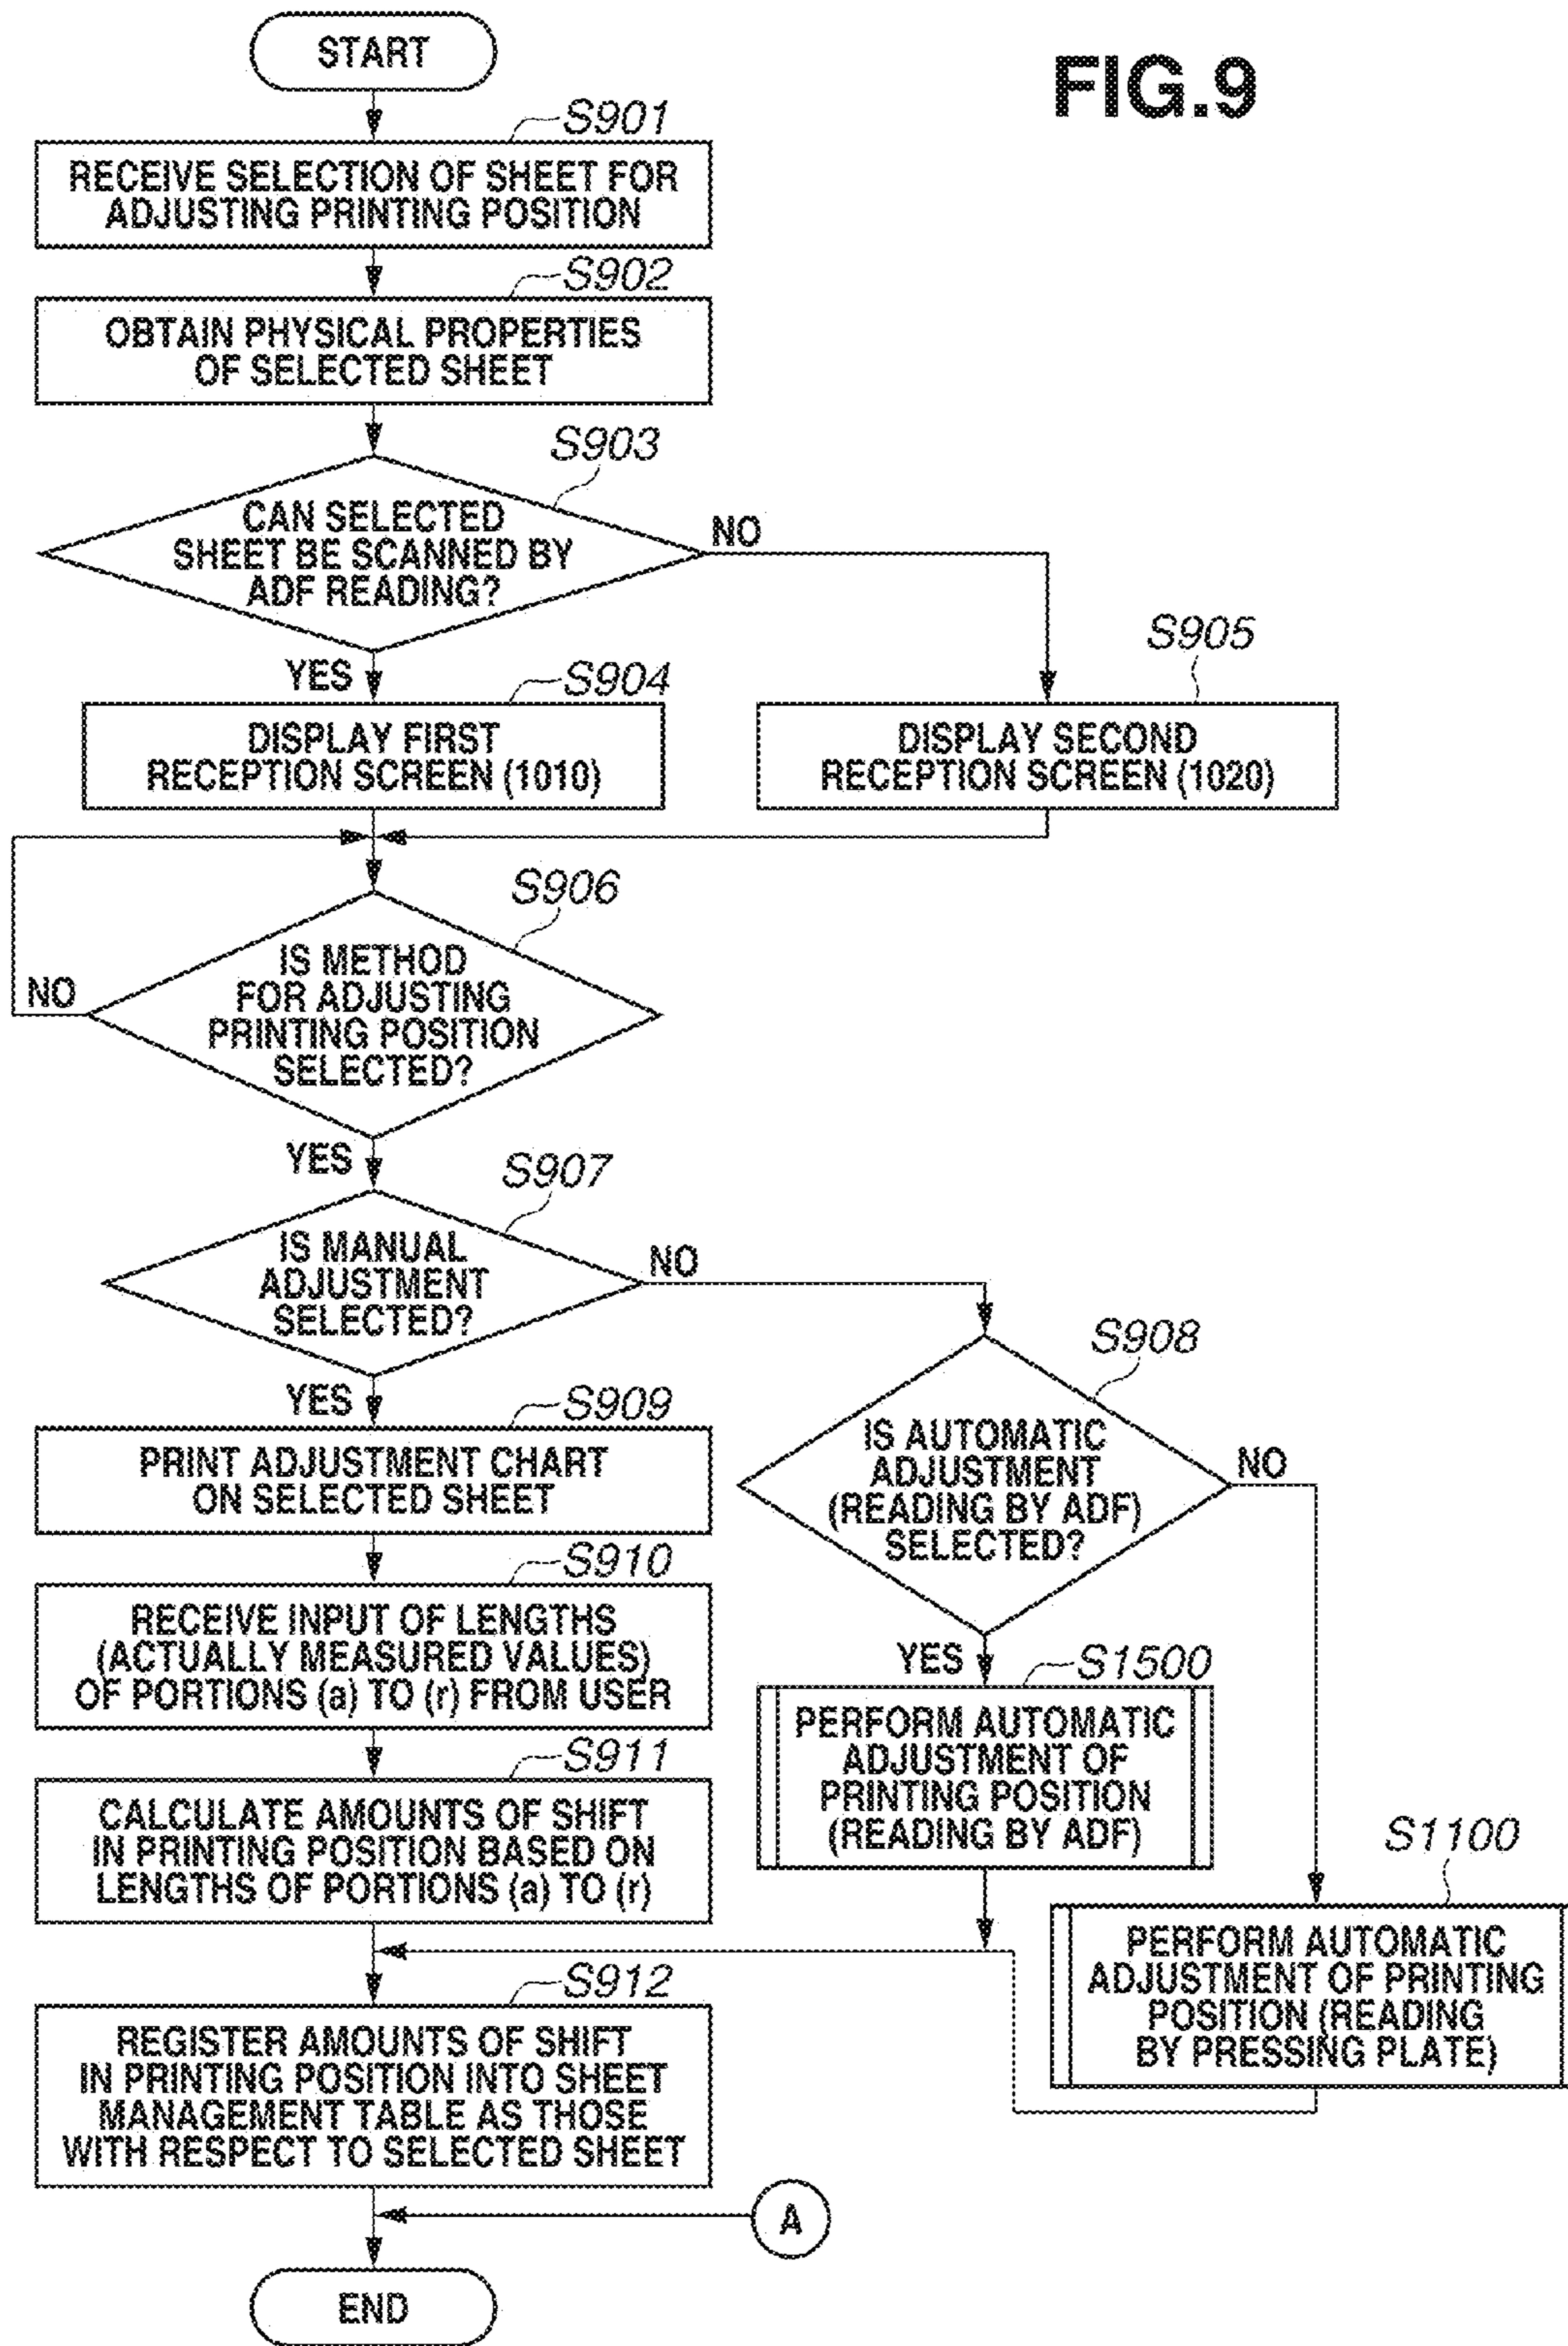 START
FIG.9
S901
RECEIVE SELECTION OF SHEET FOR
ADJUSTING PRINTING POSITION
S902
OBTAIN PHYSICAL PROPERTIES
OF SELECTED SHEET
S903
CAN SELECTED
SHEET BE SCANNED BY
ADF READING?
NO
YES
S904
DISPLAY FIRST
RECEPTION SCREEN (1010)
S905
DISPLAY SECOND
RECEPTION SCREEN (1020)
S906
IS METHOD
FOR ADJUSTING
PRINTING POSITION
SELECTED?
NO
YES
S907
IS MANUAL
ADJUSTMENT
SELECTED?
NO
YES
S908
IS AUTOMATIC
ADJUSTMENT
(READING BY ADF)
SELECTED?
NO
YES
S909
PRINT ADJUSTMENT CHART
ON SELECTED SHEET
S910
RECEIVE INPUT OF LENGTHS
(ACTUALLY MEASURED VALUES)
OF PORTIONS (a) TO (r) FROM USER
S1500
PERFORM AUTOMATIC
ADJUSTMENT OF
PRINTING POSITION
(READING BY ADF)
S911
CALCULATE AMOUNTS OF SHIFT
IN PRINTING POSITION BASED ON
LENGTHS OF PORTIONS (a) TO (r)
S1100
PERFORM AUTOMATIC
ADJUSTMENT OF PRINTING
POSITION (READING
BY PRESSING PLATE)
S912
REGISTER AMOUNTS OF SHIFT
IN PRINTING POSITION INTO SHEET
MANAGEMENT TABLE AS THOSE
WITH RESPECT TO SELECTED SHEET
A
END